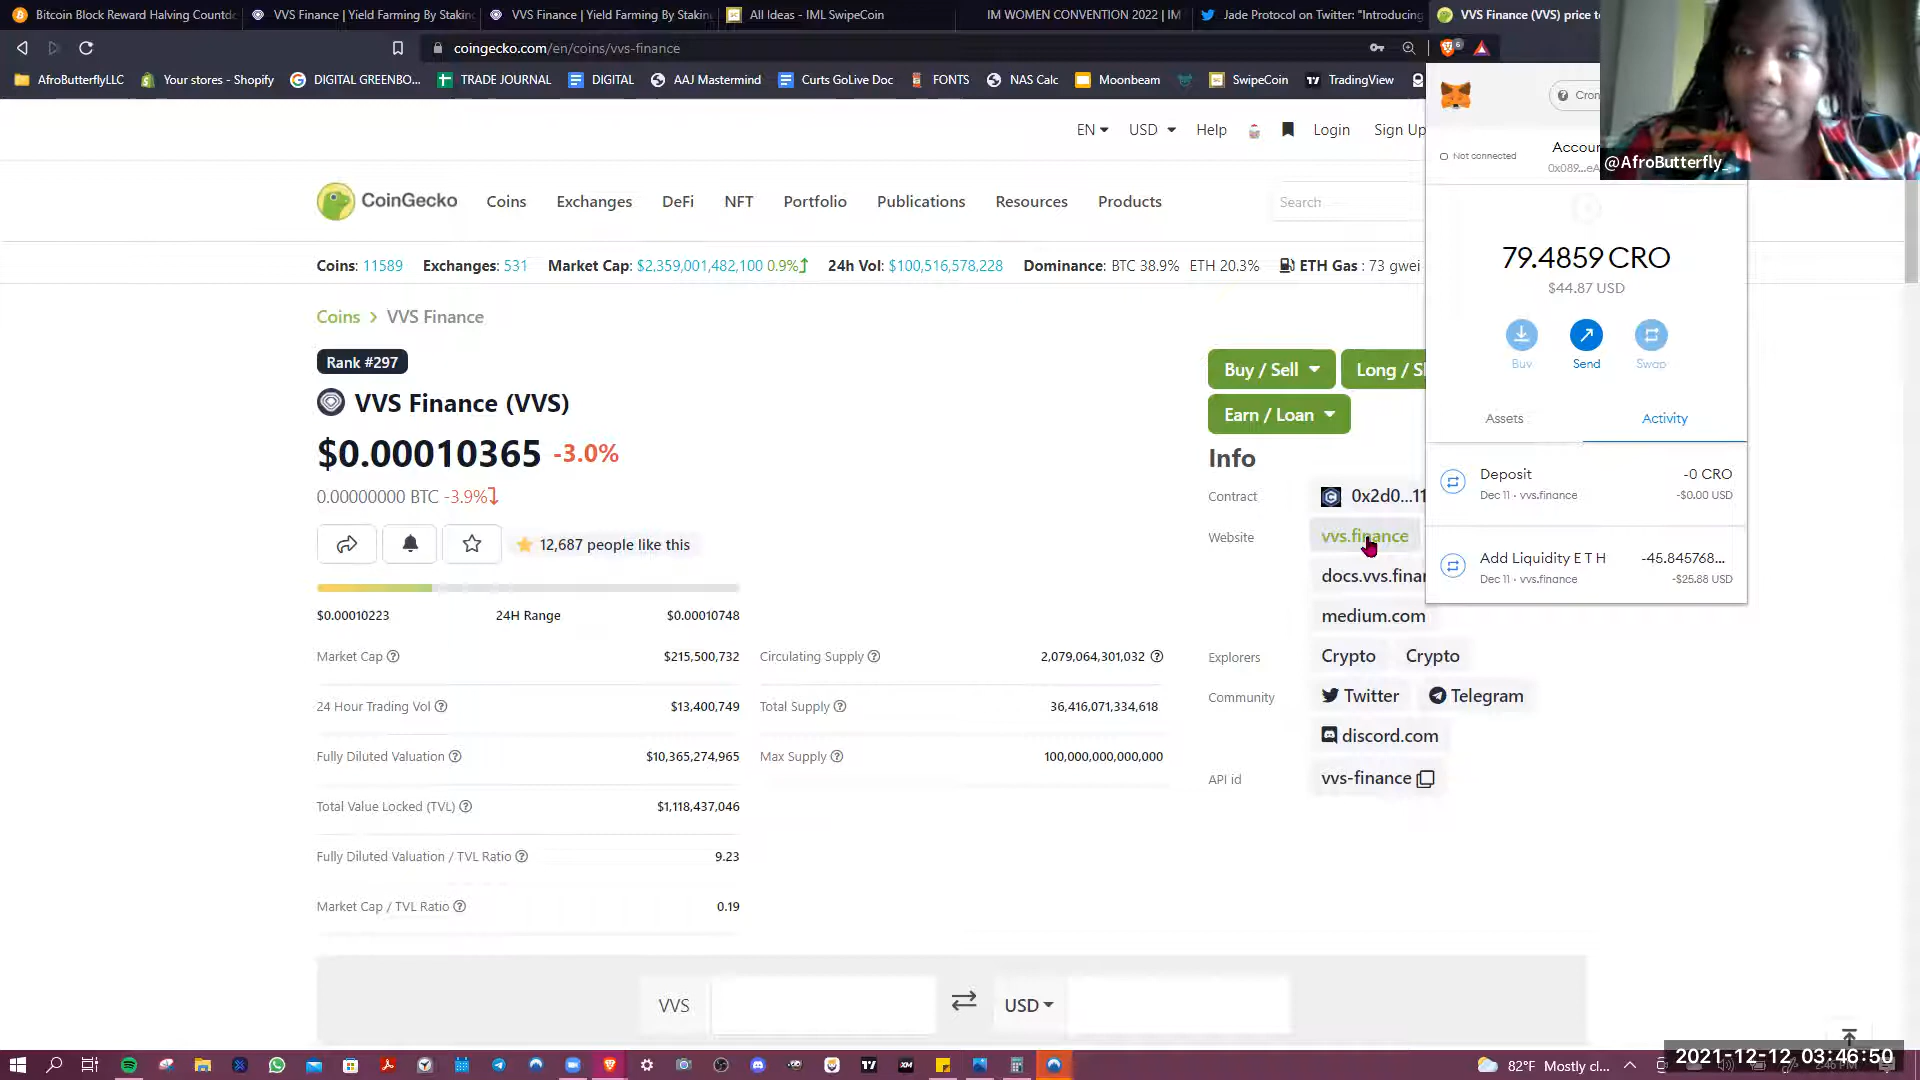 Bitcoin Block Reward Halving Countdo
VVS Finance | Yield Farming By Stakin
VVS Finance | Yield Farming By Stakin
All Ideas - IML SwipeCoin
IM WOMEN CONVENTION 2022 | IM
Jade Protocol on Twitter: "Introducing
VVS Finance (VVS) price to
coingecko.com/en/coins/vvs-finance
AfroButterflyLLC
Your stores - Shopify
DIGITAL GREENBO...
TRADE JOURNAL
DIGITAL
AAJ Mastermind
Curts GoLive Doc
FONTS
NAS Calc
Moonbeam
SwipeCoin
TradingView
Cron
EN
USD
Help
Login
Sign Up
Not connected
Accou
0x089...eA
@AfroButterfly_
CoinGecko
Coins
Exchanges
DeFi
NFT
Portfolio
Publications
Resources
Products
Search
Coins: 11589
Exchanges: 531
Market Cap: $2,359,001,482,100 0.9%
24h Vol: $100,516,578,228
Dominance: BTC 38.9% ETH 20.3%
ETH Gas : 73 gwei
79.4859 CRO
$44.87 USD
Buy
Send
Swap
Assets
Activity
Deposit
-0 CRO
Dec 11 · vvs.finance
-$0.00 USD
Add Liquidity E T H
-45.845768...
Dec 11 · vvs.finance
-$25.88 USD
Coins > VVS Finance
Rank #297
VVS Finance (VVS)
$0.00010365 -3.0%
0.00000000 BTC -3.9%
12,687 people like this
$0.00010223
24H Range
$0.00010748
Market Cap
$215,500,732
24 Hour Trading Vol
$13,400,749
Fully Diluted Valuation
$10,365,274,965
Total Value Locked (TVL)
$1,118,437,046
Fully Diluted Valuation / TVL Ratio
9.23
Market Cap / TVL Ratio
0.19
Circulating Supply
2,079,064,301,032
Total Supply
36,416,071,334,618
Max Supply
100,000,000,000,000
Buy / Sell
Long / S
Earn / Loan
Info
Contract
0x2d0...11
Website
vvs.finance
docs.vvs.finan
medium.com
Explorers
Crypto
Crypto
Community
Twitter
Telegram
discord.com
API id
vvs-finance
VVS
USD
82°F Mostly cl...
2021-12-12 03:46:50